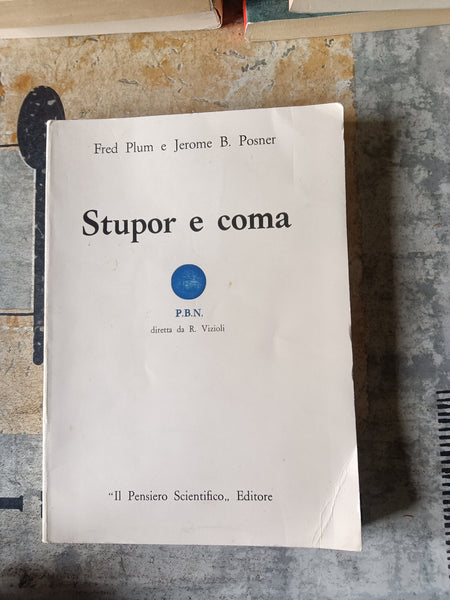 Fred Plum e Jerome B. Posner
Stupor e coma
P.B.N.
diretta da R. Vizioli
"Il Pensiero Scientifico„ Editore